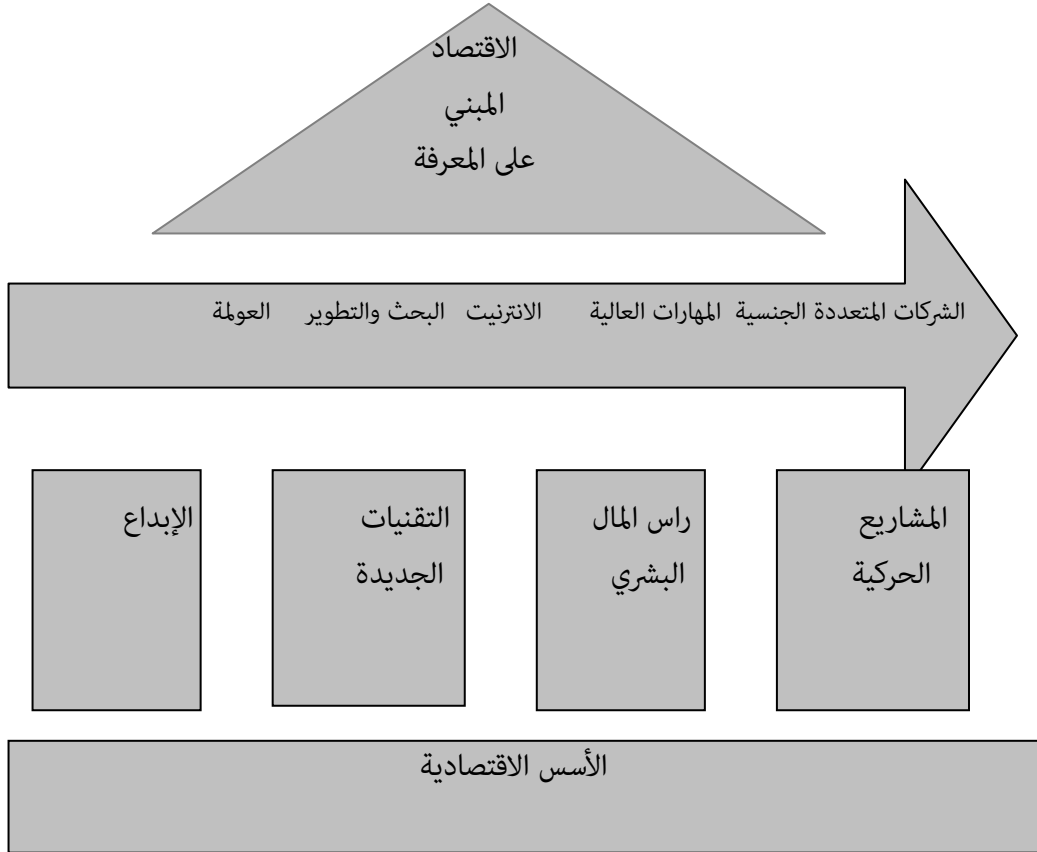 الاقتصاد
المبني
على المعرفة
الشركات المتعددة الجنسية المهارات العالية الانترنيت البحث والتطوير العولمة
المشاريع
الحركية
راس المال
البشري
التقنيات
الجديدة
الإبداع
الأسس الاقتصادية